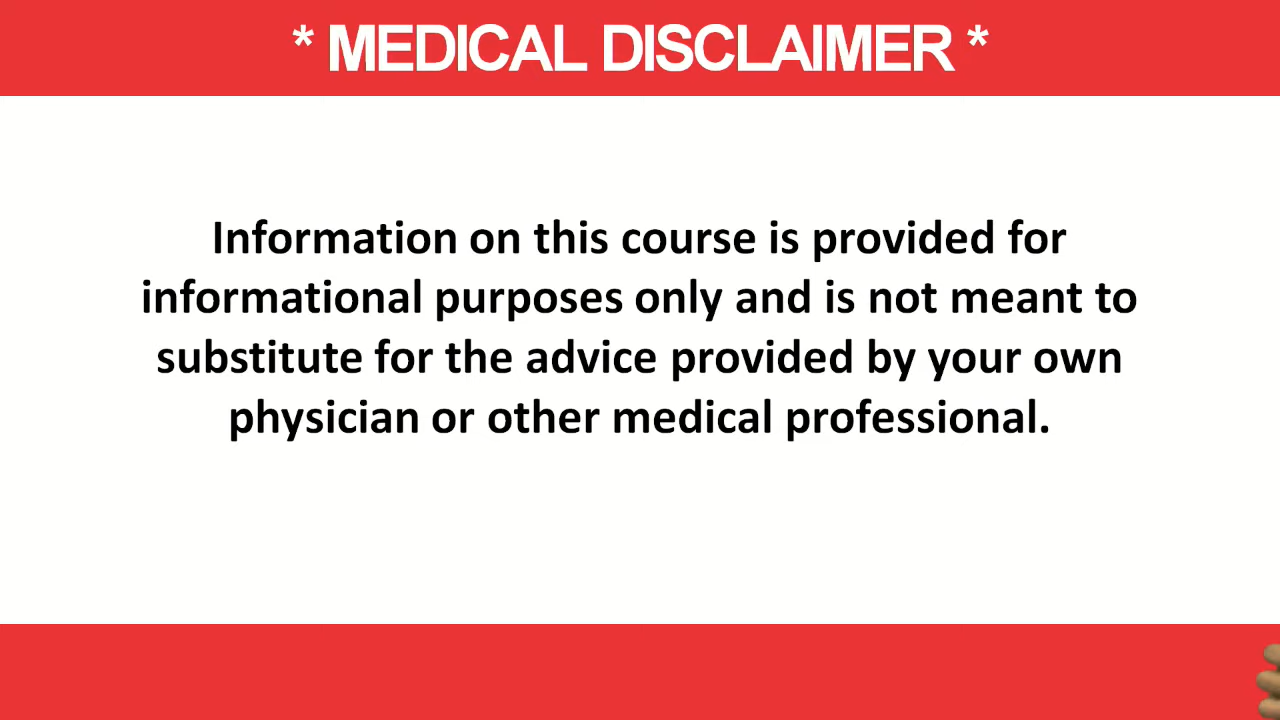 * MEDICAL DISCLAIMER *
Information on this course is provided for
informational purposes only and is not meant to
substitute for the advice provided by your own
physician or other medical professional.